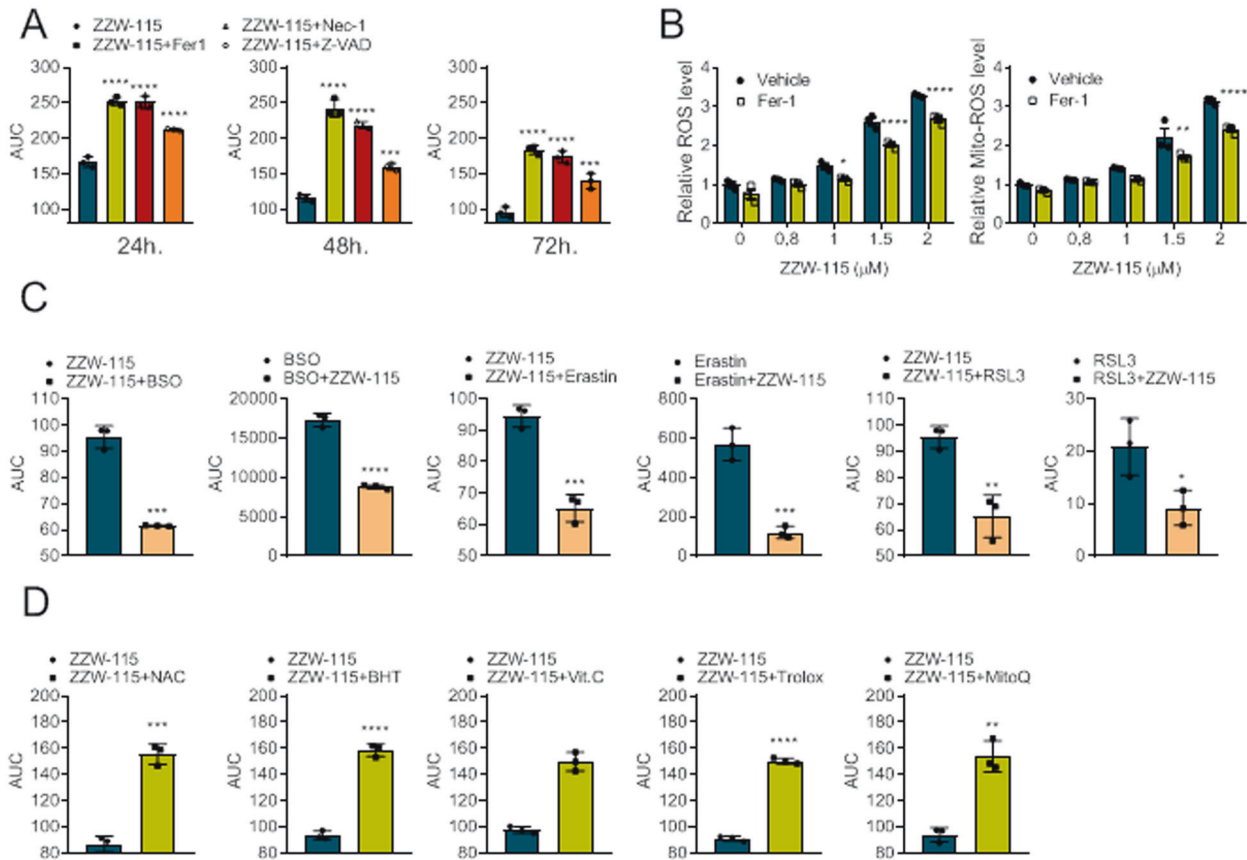 A
ZZW-115
ZZW-115+Nec-1
ZZW-115+Fer1
ZZW-115+Z-VAD
AUC
300
250
200
150
100
****
****
****
24h.
AUC
300
250
200
150
100
****
****
***
48h.
AUC
300
250
200
150
100
****
****
***
72h.
B
Relative ROS level
4
3
2
1
0
Vehicle
Fer-1
*
****
****
0
0,8
1
1.5
2
ZZW-115 (μM)
Relative Mito-ROS level
4
3
2
1
0
Vehicle
Fer-1
**
****
0
0,8
1
1.5
2
ZZW-115 (μM)
C
ZZW-115
ZZW-115+BSO
AUC
100
90
80
70
60
50
***
BSO
BSO+ZZW-115
AUC
20000
15000
10000
5000
0
****
ZZW-115
ZZW-115+Erastin
AUC
100
90
80
70
60
50
***
Erastin
Erastin+ZZW-115
AUC
800
600
400
200
0
***
ZZW-115
ZZW-115+RSL3
AUC
100
90
80
70
60
50
**
RSL3
RSL3+ZZW-115
AUC
30
20
10
0
*
D
ZZW-115
ZZW-115+NAC
AUC
200
180
160
140
120
100
80
***
ZZW-115
ZZW-115+BHT
AUC
200
180
160
140
120
100
80
****
ZZW-115
ZZW-115+Vit.C
AUC
200
180
160
140
120
100
80
ZZW-115
ZZW-115+Trolox
AUC
200
180
160
140
120
100
80
****
ZZW-115
ZZW-115+MitoQ
AUC
200
180
160
140
120
100
80
**